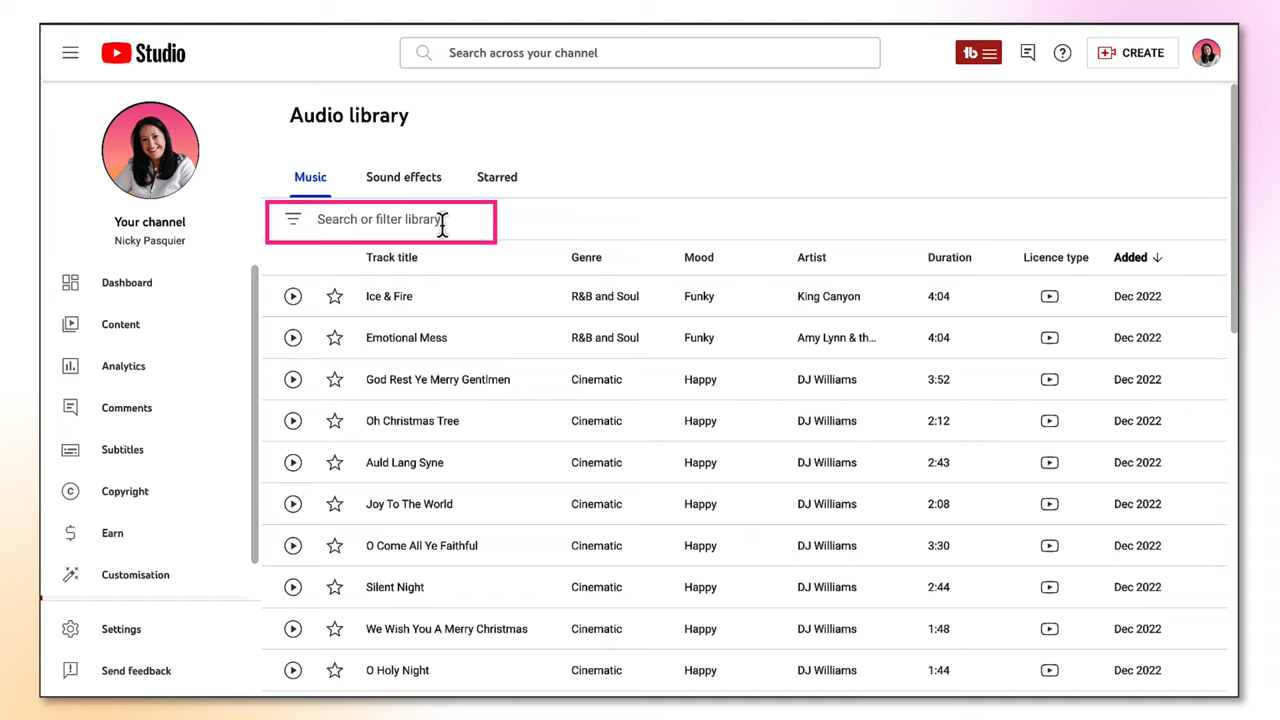 Studio
Search across your channel
tb
CREATE
Your channel
Nicky Pasquier
Dashboard
Content
Analytics
Comments
Subtitles
Copyright
Earn
Customisation
Settings
Send feedback
Audio library
Music Sound effects Starred
Search or filter library
Track title Genre Mood Artist Duration Licence type Added
Ice & Fire R&B and Soul Funky King Canyon 4:04 Dec 2022
Emotional Mess R&B and Soul Funky Amy Lynn & th... 4:04 Dec 2022
God Rest Ye Merry Gentlmen Cinematic Happy DJ Williams 3:52 Dec 2022
Oh Christmas Tree Cinematic Happy DJ Williams 2:12 Dec 2022
Auld Lang Syne Cinematic Happy DJ Williams 2:43 Dec 2022
Joy To The World Cinematic Happy DJ Williams 2:08 Dec 2022
O Come All Ye Faithful Cinematic Happy DJ Williams 3:30 Dec 2022
Silent Night Cinematic Happy DJ Williams 2:44 Dec 2022
We Wish You A Merry Christmas Cinematic Happy DJ Williams 1:48 Dec 2022
O Holy Night Cinematic Happy DJ Williams 1:44 Dec 2022